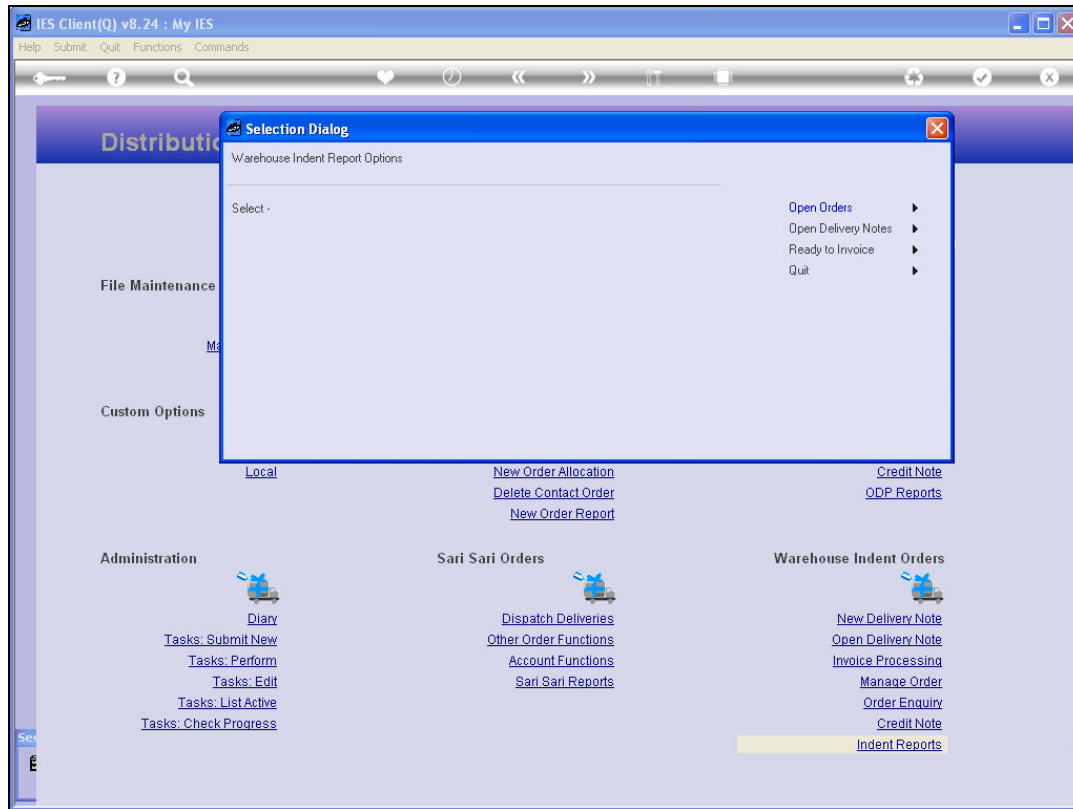 IES Client(Q) v8.24 : My IES
Help Submit Quit Functions Commands
Selection Dialog
Warehouse Indent Report Options
Select -
Open Orders
Open Delivery Notes
Ready to Invoice
Quit
File Maintenance
Custom Options
Local
New Order Allocation
Delete Contact Order
New Order Report
Credit Note
ODP Reports
Administration
Diary
Tasks: Submit New
Tasks: Perform
Tasks: Edit
Tasks: List Active
Tasks: Check Progress
Sari Sari Orders
Dispatch Deliveries
Other Order Functions
Account Functions
Sari Sari Reports
Warehouse Indent Orders
New Delivery Note
Open Delivery Note
Invoice Processing
Manage Order
Order Enquiry
Credit Note
Indent Reports